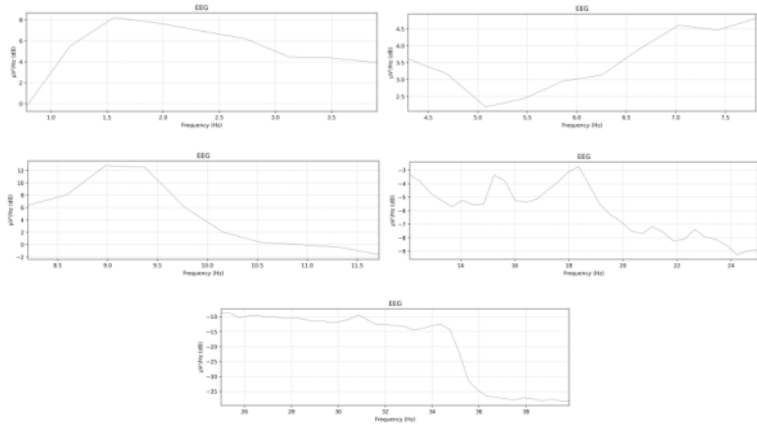 EEG
8
6
4
2
0
µV²/Hz (dB)
1.0 1.5 2.0 2.5 3.0 3.5
Frequency (Hz)
EEG
4.5
4.0
3.5
3.0
2.5
µV²/Hz (dB)
4.5 5.0 5.5 6.0 6.5 7.0 7.5
Frequency (Hz)
EEG
12
10
8
6
4
2
0
−2
µV²/Hz (dB)
8.5 9.0 9.5 10.0 10.5 11.0 11.5
Frequency (Hz)
EEG
−3
−4
−5
−6
−7
−8
−9
µV²/Hz (dB)
14 16 18 20 22 24
Frequency (Hz)
EEG
−10
−15
−20
−25
−30
−35
µV²/Hz (dB)
26 28 30 32 34 36 38
Frequency (Hz)